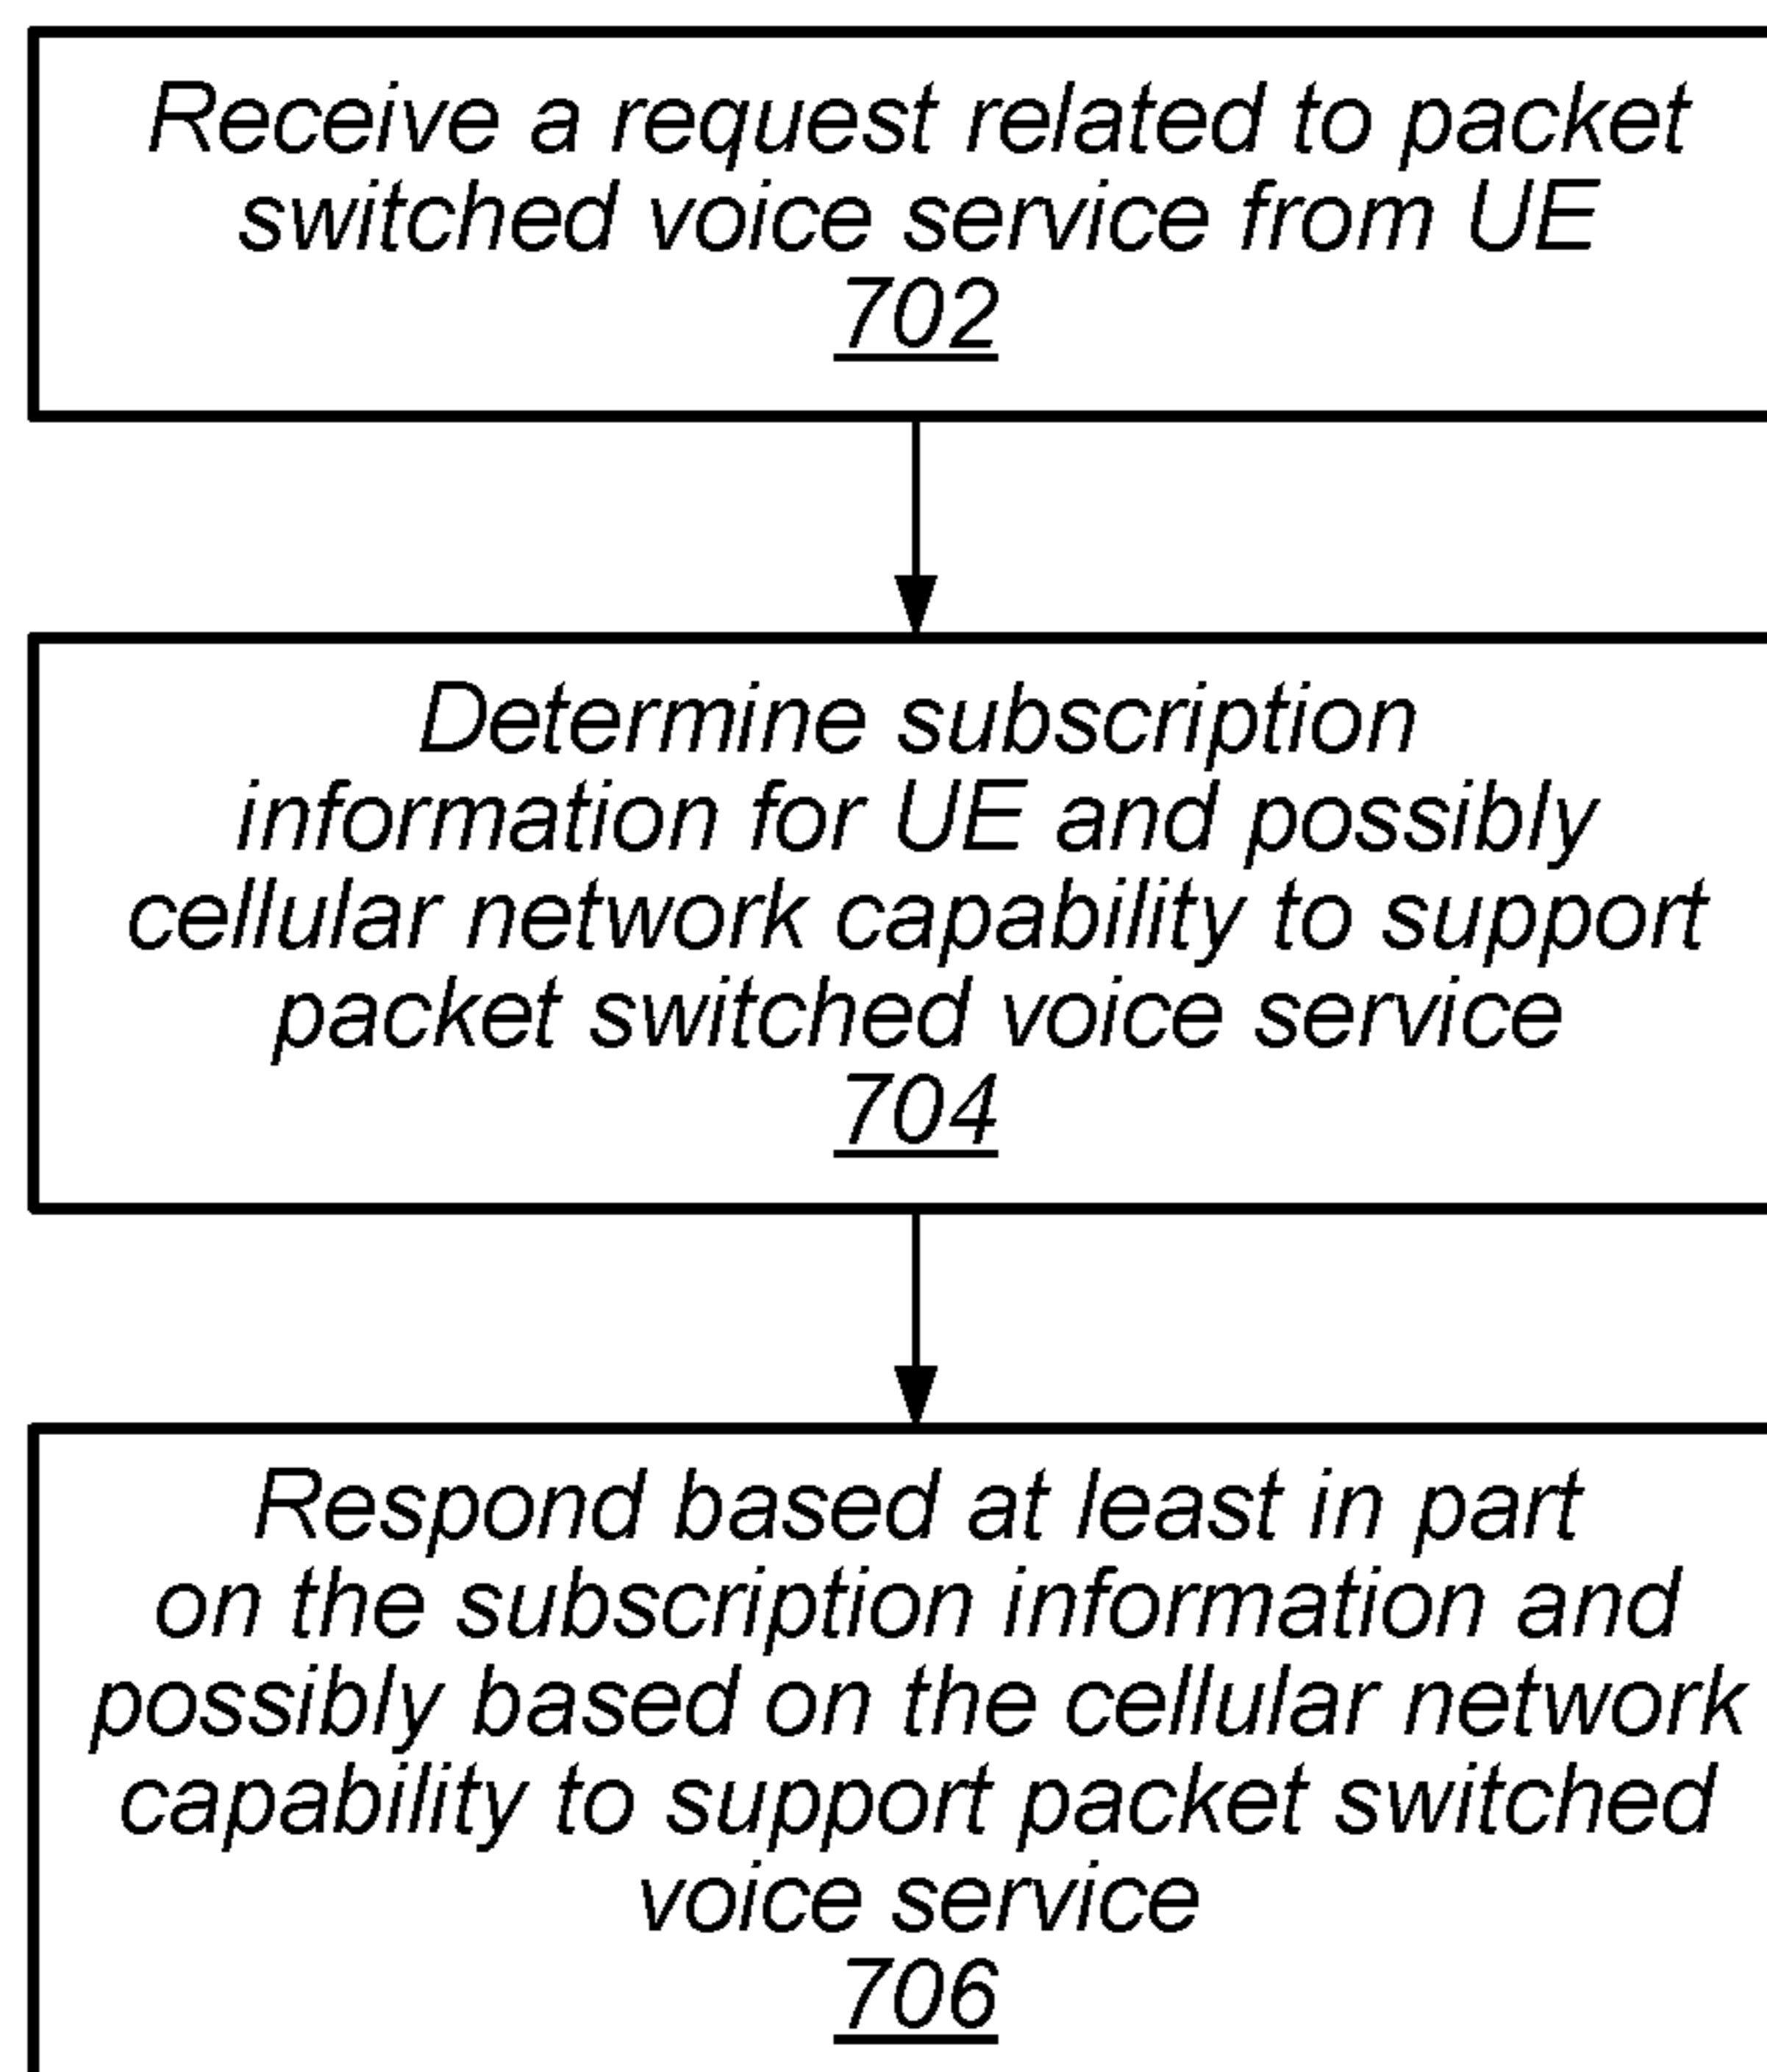 Receive a request related to packet
switched voice service from UE
702
Determine subscription
information for UE and possibly
cellular network capability to support
packet switched voice service
704
Respond based at least in part
on the subscription information and
possibly based on the cellular network
capability to support packet switched
voice service
706